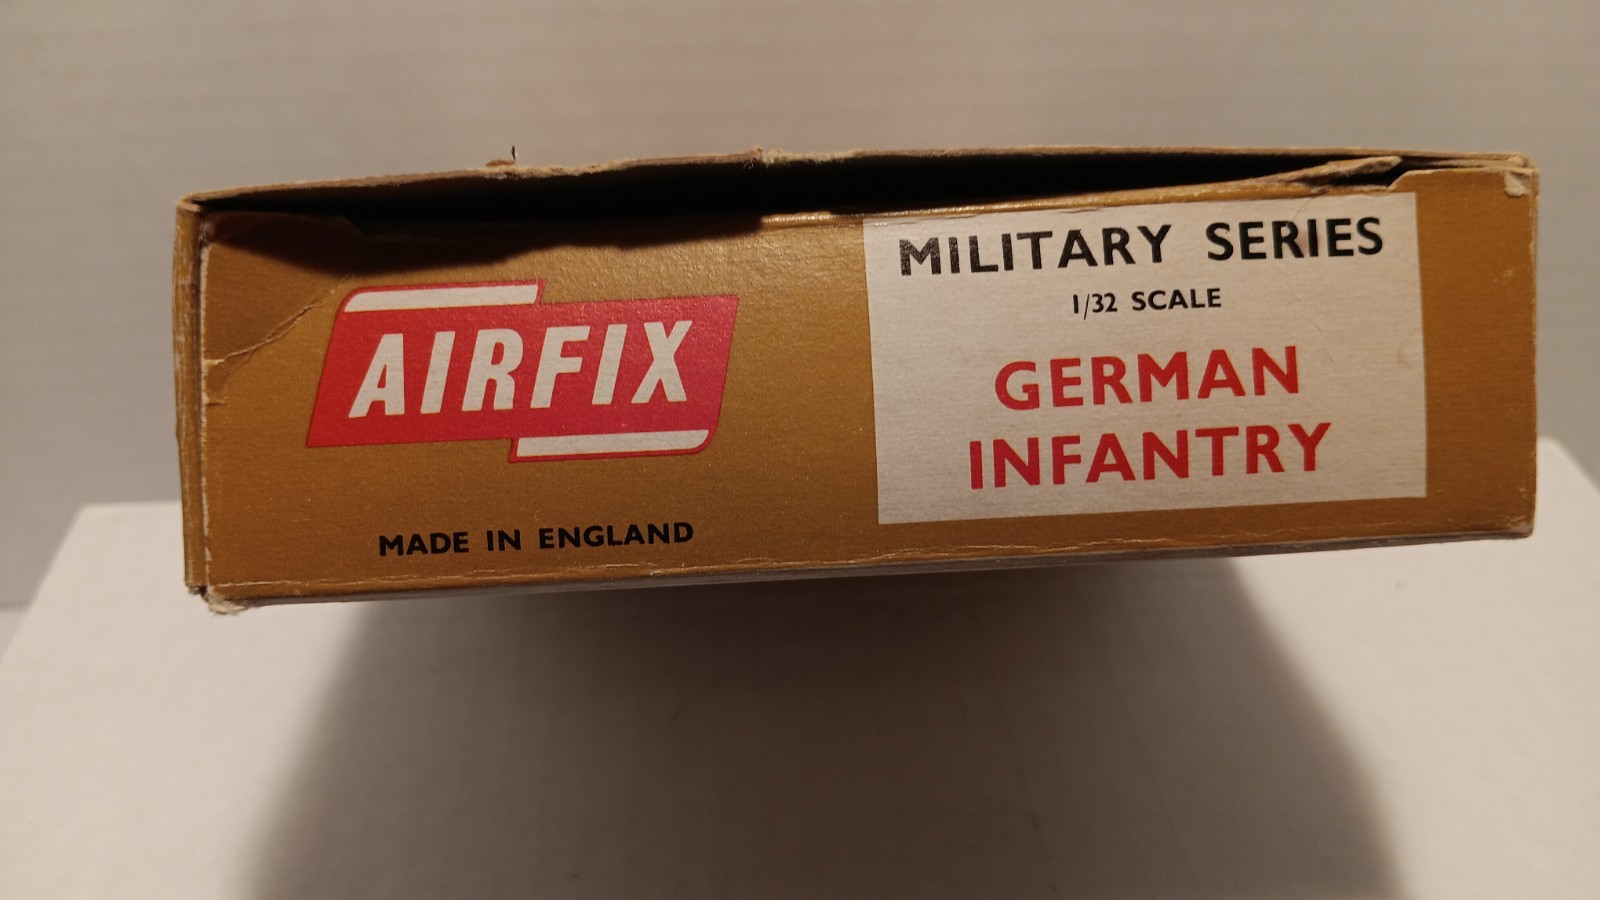 AIRFIX
MADE IN ENGLAND
MILITARY SERIES
1/32 SCALE
GERMAN
INFANTRY